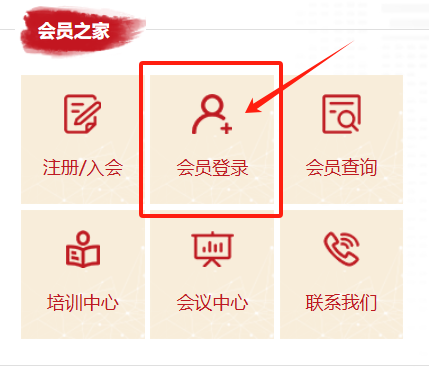 会员之家
注册/入会
会员登录
会员查询
培训中心
会议中心
联系我们